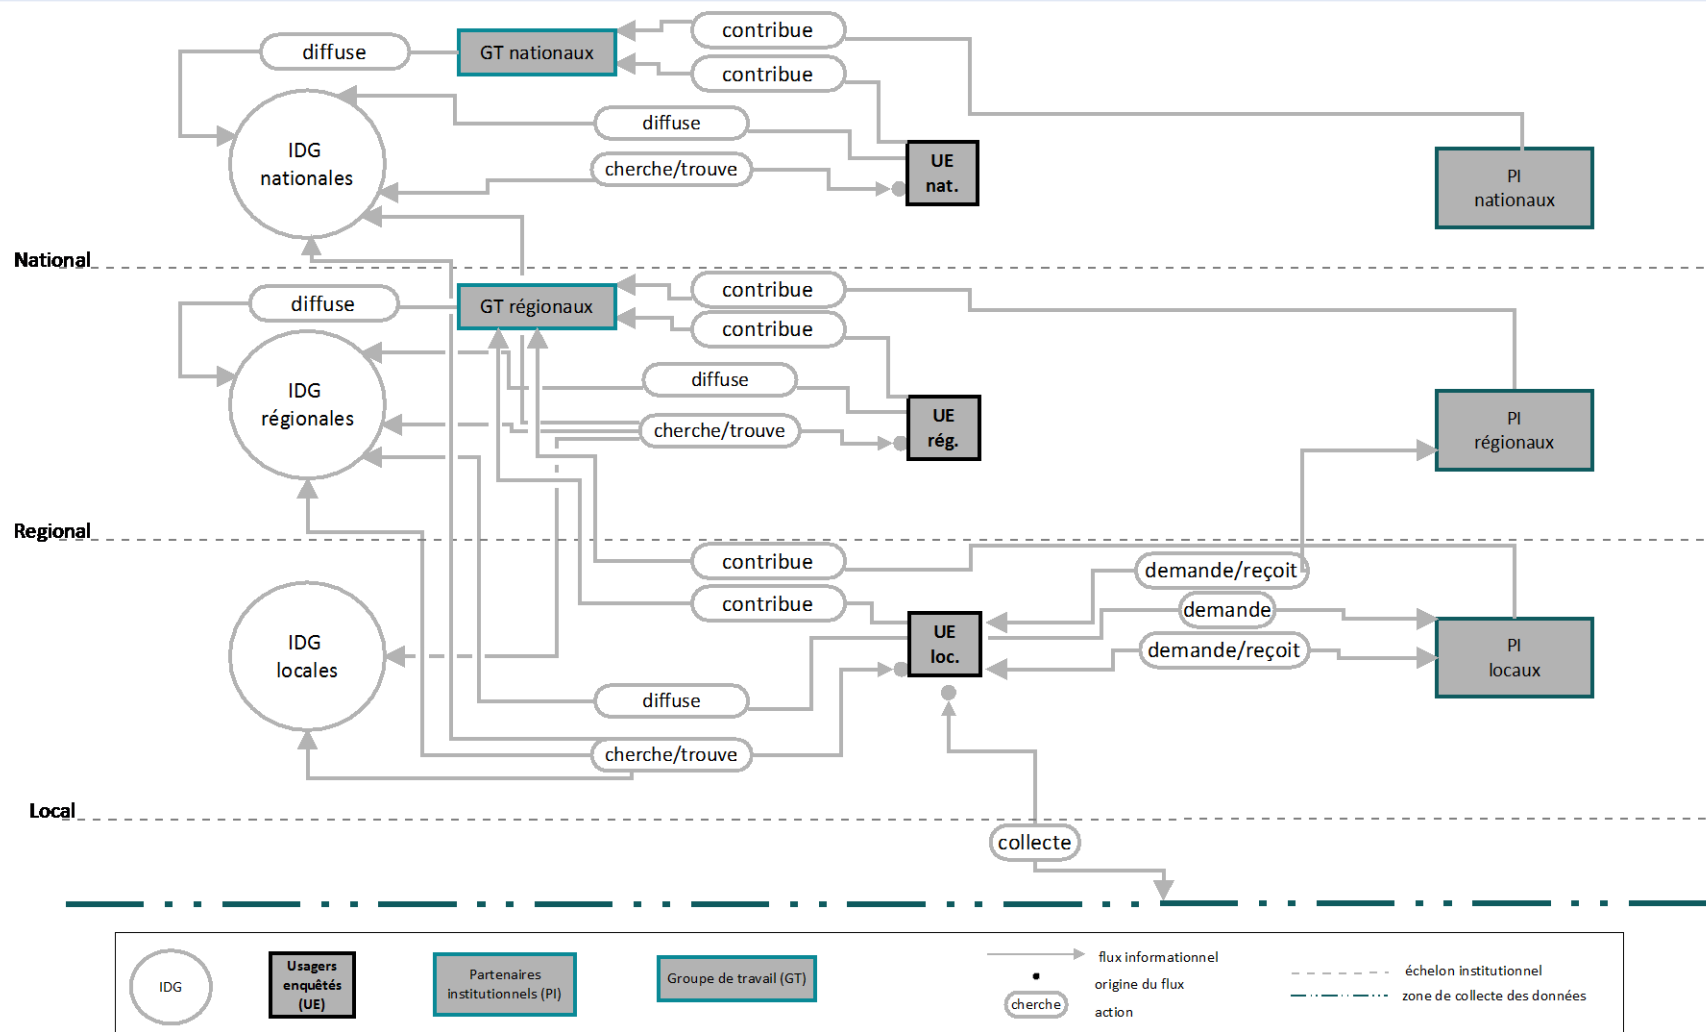 contribue
diffuse
GT nationaux
contribue
diffuse
IDG
nationales
cherche/trouve
UE
nat.
PI
nationaux
National
contribue
diffuse
GT régionaux
contribue
diffuse
IDG
régionales
cherche/trouve
UE
rég.
PI
régionaux
Regional
contribue
demande/reçoit
contribue
demande
IDG
locales
UE
loc.
demande/reçoit
PI
locaux
diffuse
cherche/trouve
Local
collecte
IDG
Usagers
enquêtés
(UE)
Partenaires
institutionnels (PI)
Groupe de travail (GT)
flux informationnel
origine du flux
cherche
action
échelon institutionnel
zone de collecte des données